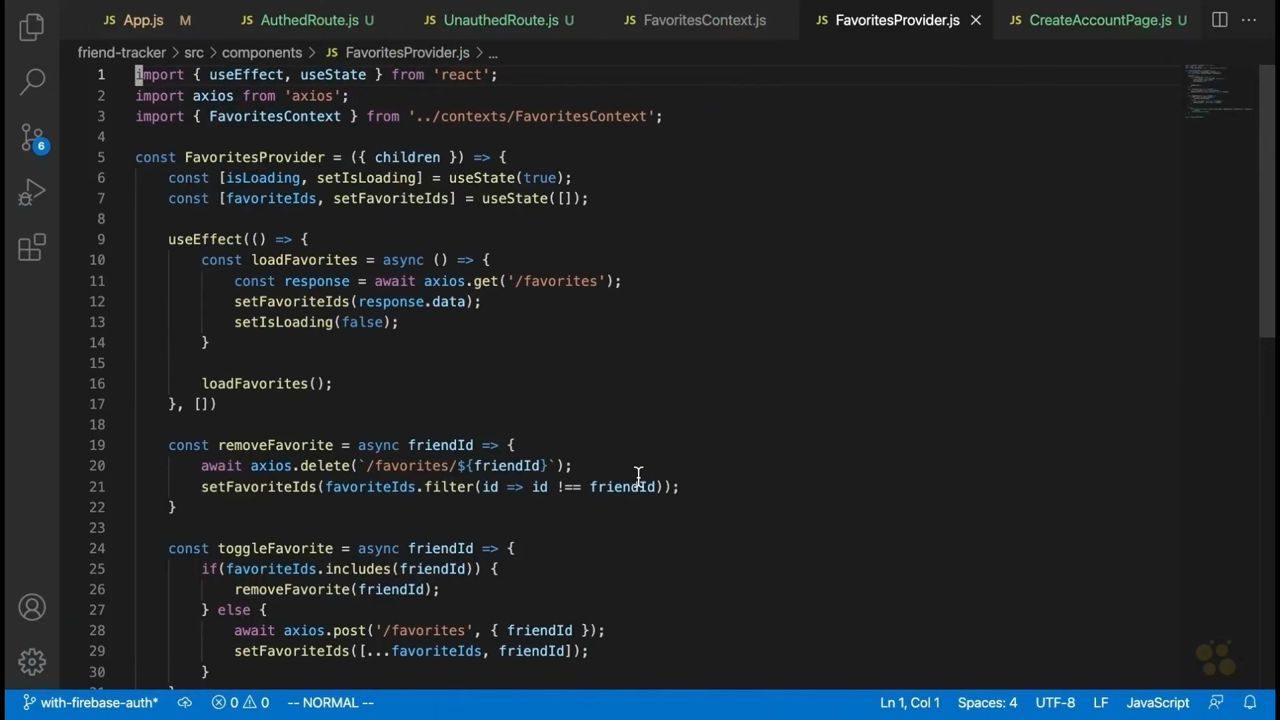 JS App.js M JS AuthedRoute.js U JS UnauthedRoute.js U JS FavoritesContext.js JS FavoritesProvider.js × JS CreateAccountPage.js U ...
friend-tracker > src > components > JS FavoritesProvider.js > ...
1 import { useEffect, useState } from 'react';
2 import axios from 'axios';
3 import { FavoritesContext } from '../contexts/FavoritesContext';
4
5 const FavoritesProvider = ({ children }) => {
6 const [isLoading, setIsLoading] = useState(true);
7 const [favoriteIds, setFavoriteIds] = useState([]);
8
9 useEffect(() => {
10 const loadFavorites = async () => {
11 const response = await axios.get('/favorites');
12 setFavoriteIds(response.data);
13 setIsLoading(false);
14 }
15
16 loadFavorites();
17 }, [])
18
19 const removeFavorite = async friendId => {
20 await axios.delete(`/favorites/${friendId}`);
21 setFavoriteIds(favoriteIds.filter(id => id !== friendId));
22 }
23
24 const toggleFavorite = async friendId => {
25 if(favoriteIds.includes(friendId)) {
26 removeFavorite(friendId);
27 } else {
28 await axios.post('/favorites', { friendId });
29 setFavoriteIds([...favoriteIds, friendId]);
30 }
6
with-firebase-auth* 0 0 -- NORMAL -- Ln 1, Col 1 Spaces: 4 UTF-8 LF JavaScript